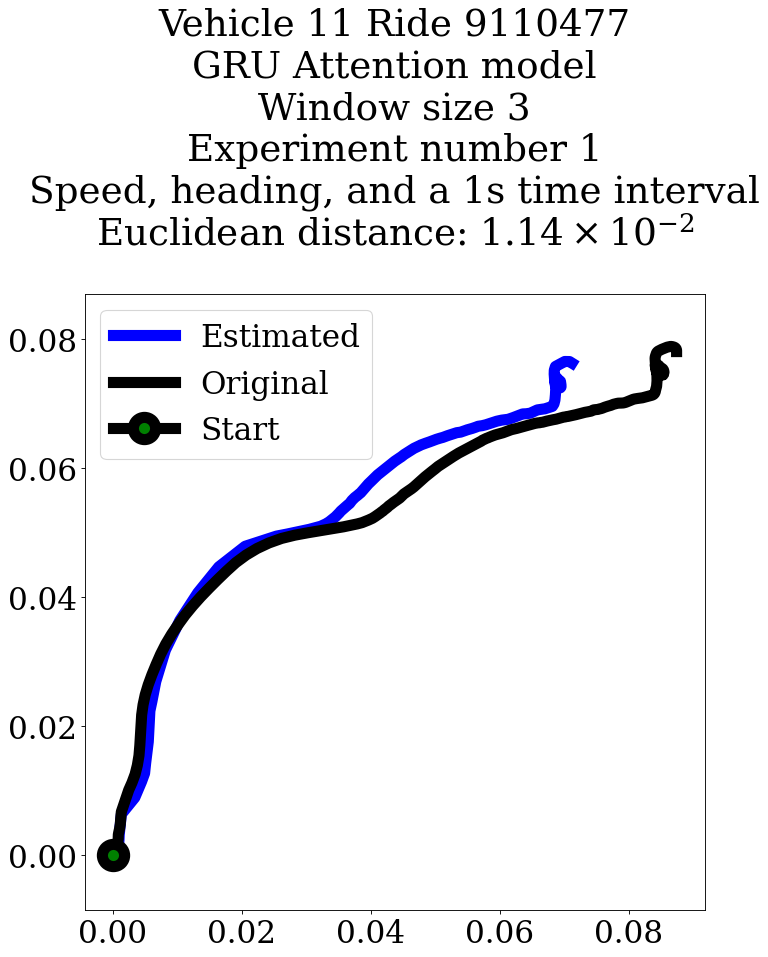 Vehicle 11 Ride 9110477
GRU Attention model
Window size 3
Experiment number 1
Speed, heading, and a 1s time interval
Euclidean distance: 1.14 × 10⁻²
Estimated
Original
Start
0.08
0.06
0.04
0.02
0.00
0.00 0.02 0.04 0.06 0.08